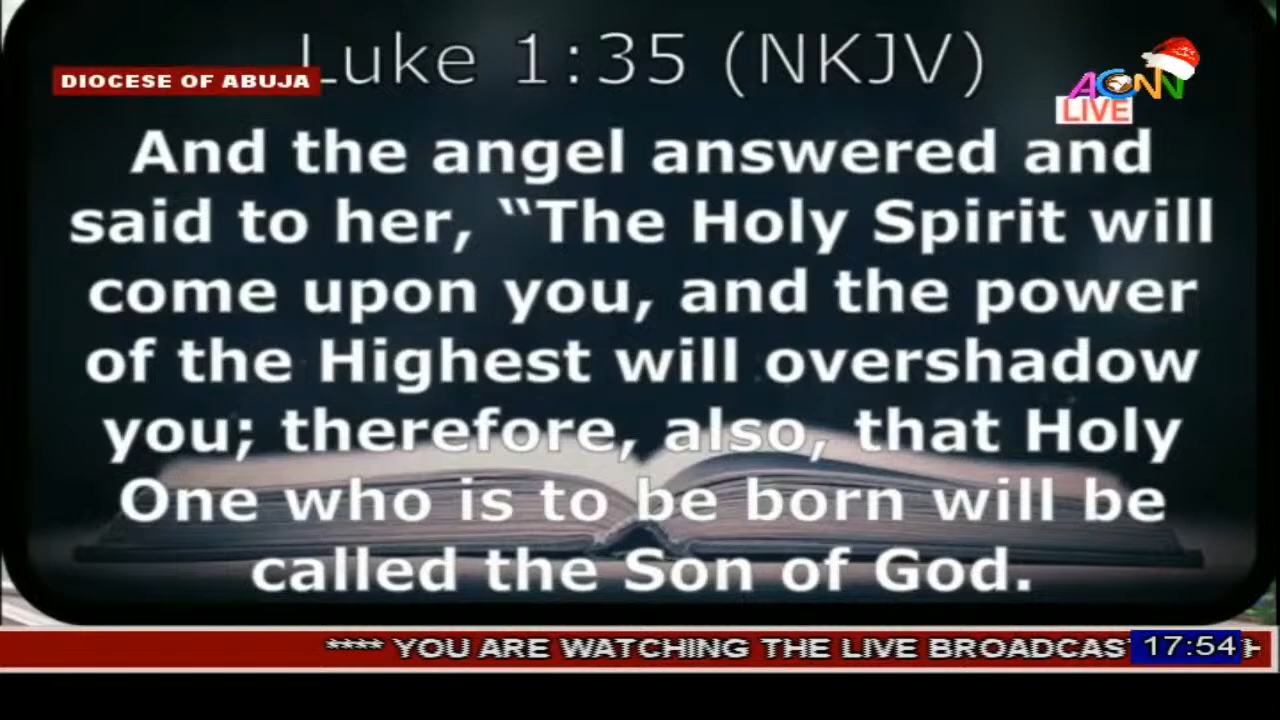 Luke 1:35 (NKJV)
DIOCESE OF ABUJA
ACNN
LIVE
And the angel answered and
said to her, “The Holy Spirit will
come upon you, and the power
of the Highest will overshadow
you; therefore, also, that Holy
One who is to be born will be
called the Son of God.
**** YOU ARE WATCHING THE LIVE BROADCAS
17:54